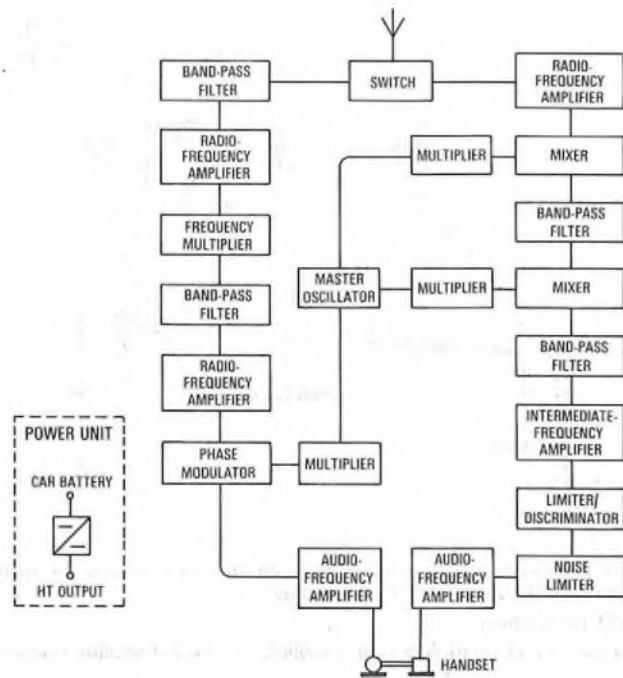 BAND-PASS
FILTER
SWITCH
RADIO-
FREQUENCY
AMPLIFIER
RADIO-
FREQUENCY
AMPLIFIER
MULTIPLIER
MIXER
FREQUENCY
MULTIPLIER
BAND-PASS
FILTER
BAND-PASS
FILTER
MASTER
OSCILLATOR
MULTIPLIER
MIXER
RADIO-
FREQUENCY
AMPLIFIER
BAND-PASS
FILTER
POWER UNIT
CAR BATTERY
HT OUTPUT
PHASE
MODULATOR
MULTIPLIER
INTERMEDIATE-
FREQUENCY
AMPLIFIER
LIMITER/
DISCRIMINATOR
AUDIO-
FREQUENCY
AMPLIFIER
AUDIO-
FREQUENCY
AMPLIFIER
NOISE
LIMITER
HANDSET